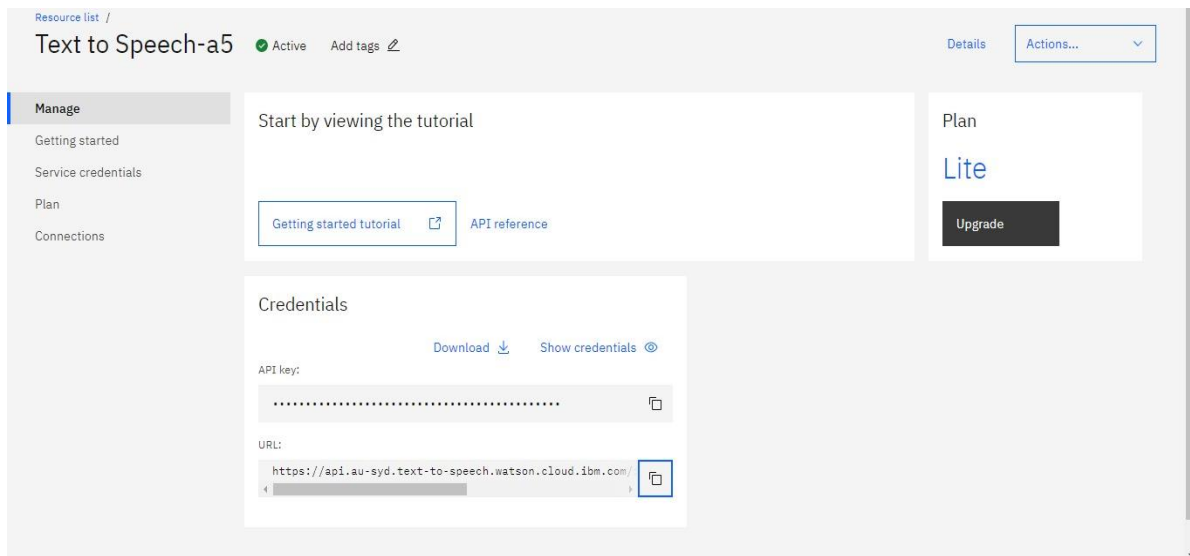 Resource list /
Text to Speech-a5 Active Add tags Details Actions...
Manage
Getting started
Service credentials
Plan
Connections
Start by viewing the tutorial
Getting started tutorial API reference
Plan
Lite
Upgrade
Credentials
Download Show credentials
API key:
............................................
URL:
https://api.au-syd.text-to-speech.watson.cloud.ibm.com/